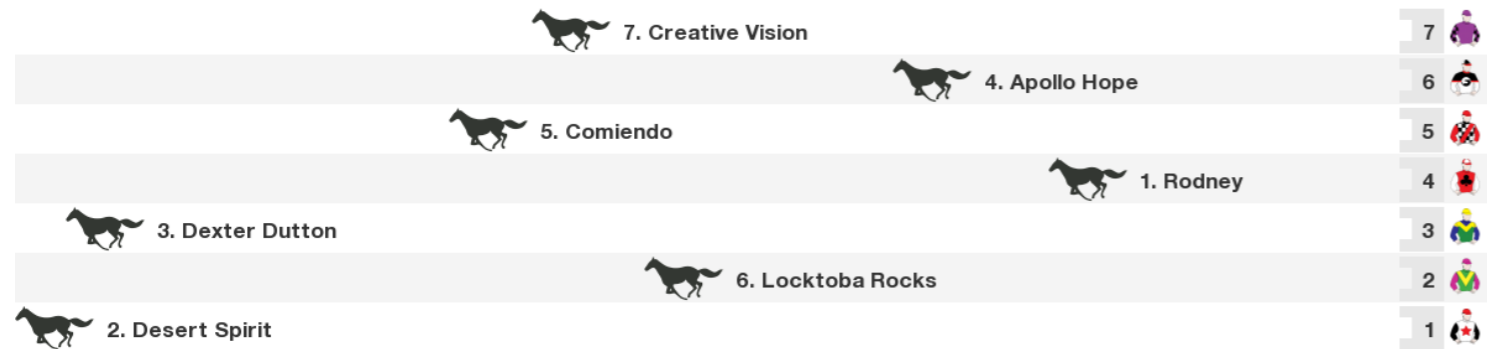 7. Creative Vision 7
4. Apollo Hope 6
5. Comiendo 5
1. Rodney 4
3. Dexter Dutton 3
6. Locktoba Rocks 2
2. Desert Spirit 1